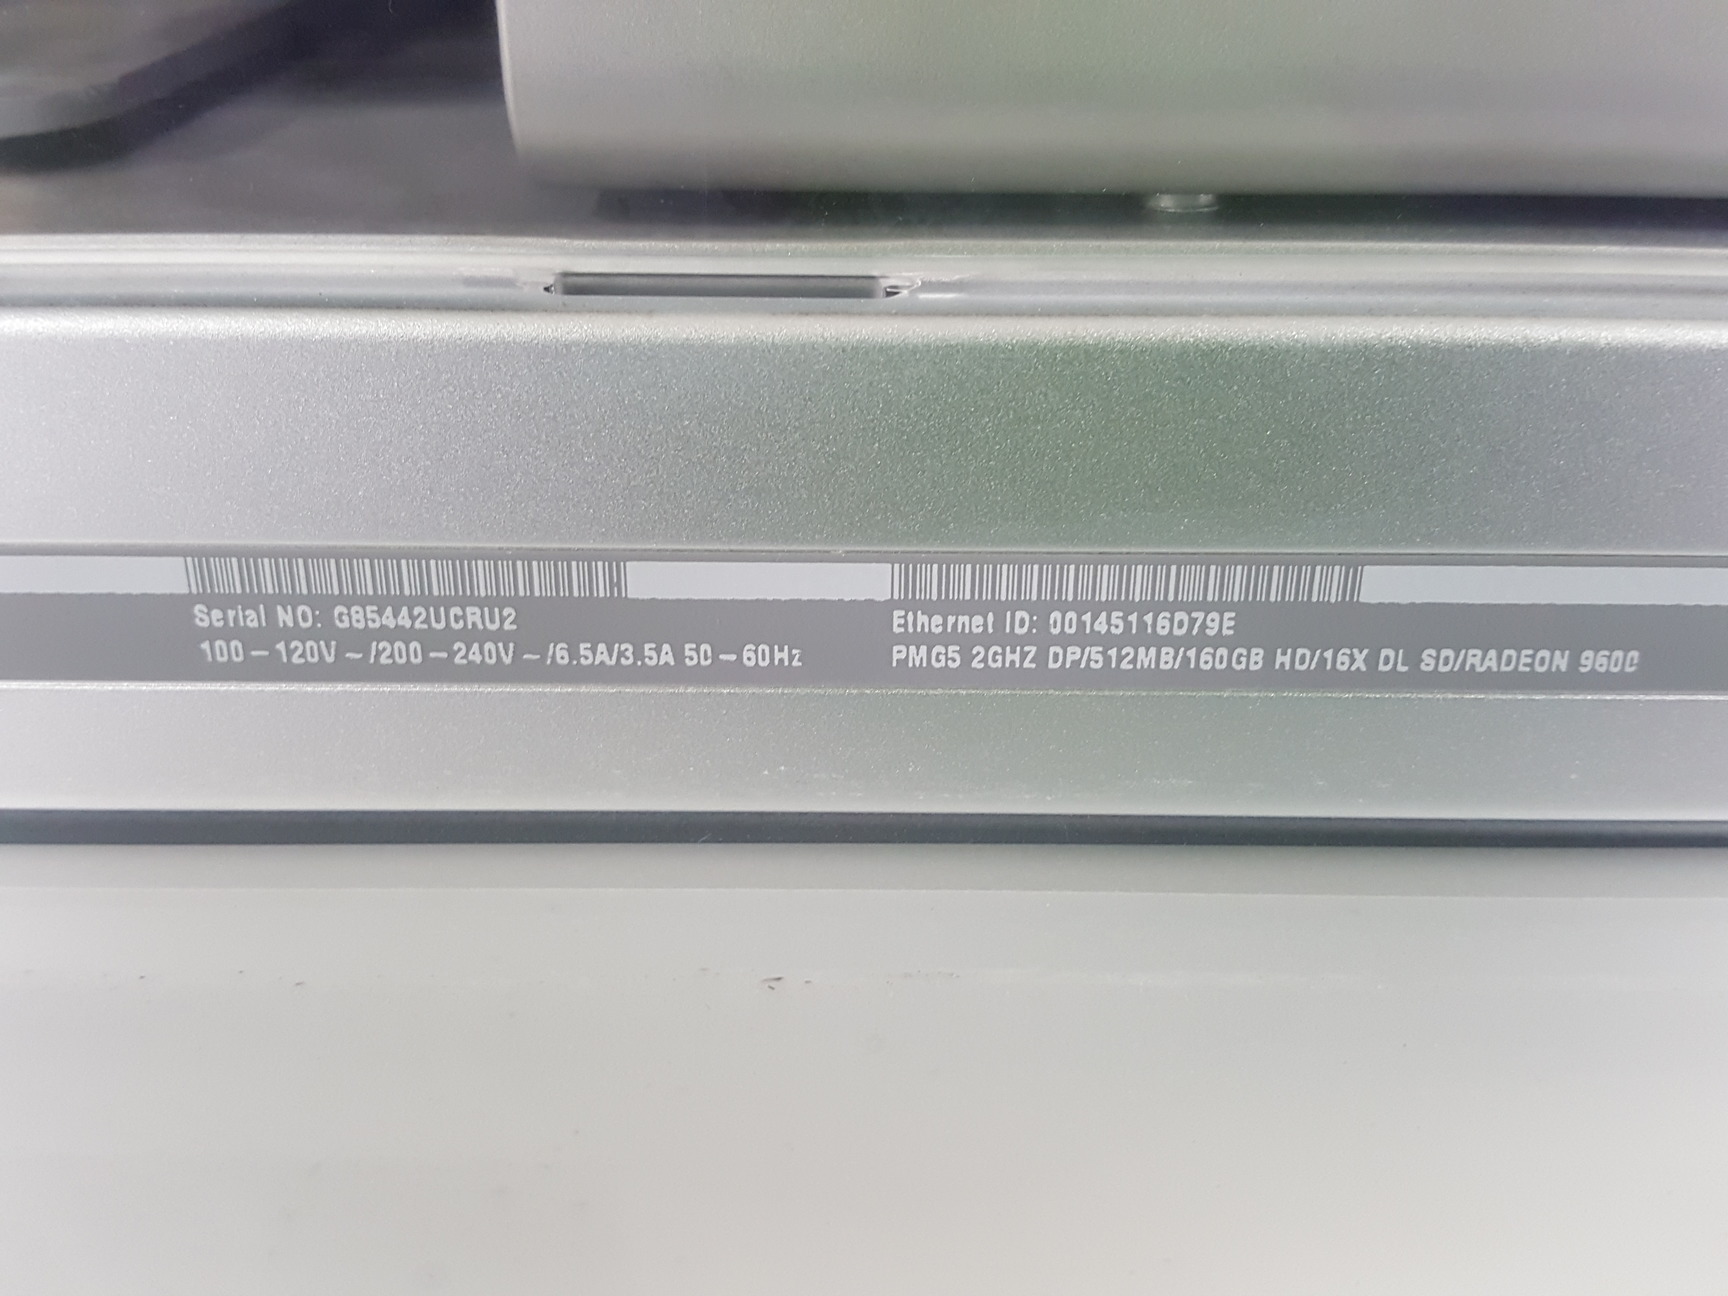 Serial NO: G85442UCRU2
100-120V ~ /200-240V ~ /6.5A/3.5A 50-60Hz
Ethernet ID: 00145116D79E
PMG5 2GHZ DP/512MB/160GB HD/16X DL SD/RADEON 9600